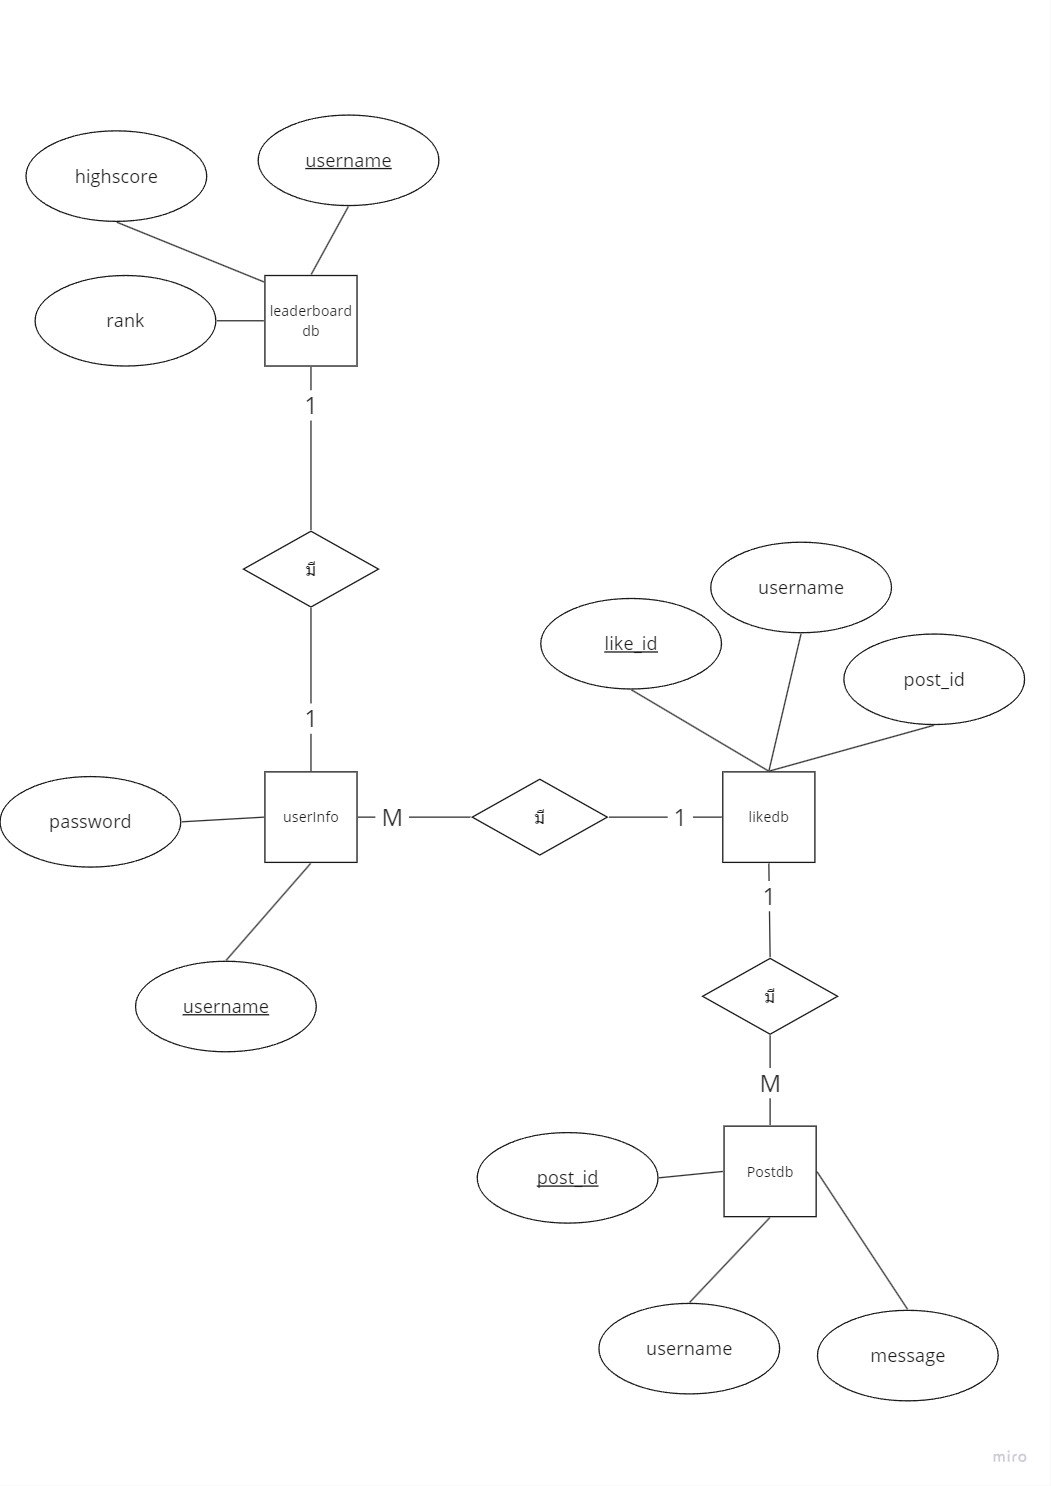 username
highscore
leaderboard
db
rank
1
มี
1
username
like_id
post_id
password
userInfo
M
มี
1
likedb
1
มี
username
M
post_id
Postdb
username
message
miro